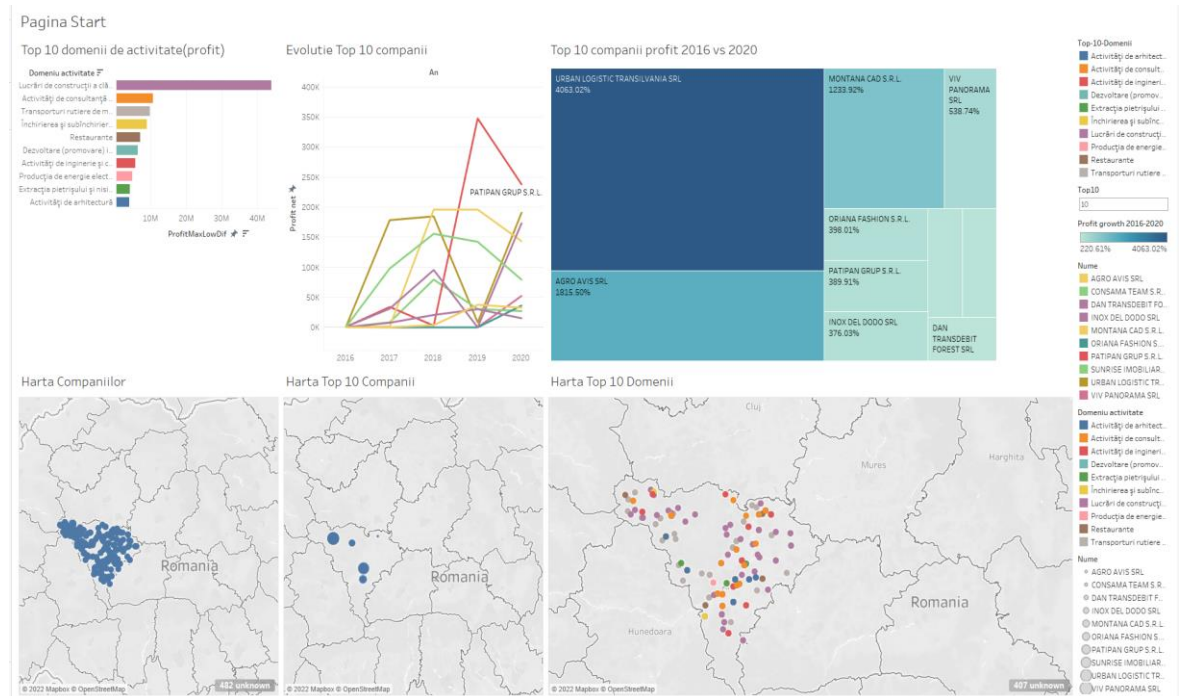 Pagina Start
Top 10 domenii de activitate(profit)
Domeniu activitate
Lucrări de construcții a clă..
Activități de consultanță ..
Transporturi rutiere de m..
Închirierea și subînchirier..
Restaurante
Dezvoltare (promovare) i..
Activități de inginerie și c..
Producția de energie elect..
Extracția pietrișului și nisi..
Activități de arhitectură
10M 20M 30M 40M
ProfitMaxLowDif
Evolutie Top 10 companii
An
400K
350K
300K
250K
200K
150K
100K
50K
0K
Profit net
PATIPAN GRUP S.R.L.
2016 2017 2018 2019 2020
Top 10 companii profit 2016 vs 2020
URBAN LOGISTIC TRANSILVANIA SRL
4063.02%
AGRO AVIS SRL
1815.50%
MONTANA CAD S.R.L.
1233.92%
VIV
PANORAMA
SRL
538.74%
ORIANA FASHION S.R.L.
398.01%
PATIPAN GRUP S.R.L.
389.91%
INOX DEL DODO SRL
376.03%
DAN
TRANSDEBIT
FOREST SRL
Top-10-Domenii
Activități de arhitect..
Activități de consult..
Activități de ingineri..
Dezvoltare (promov..
Extracția pietrișului ..
Închirierea și subînc..
Lucrări de construcți..
Producția de energie..
Restaurante
Transporturi rutiere ..
Top10
10
Profit growth 2016-2020
220.61% 4063.02%
Nume
AGRO AVIS SRL
CONSAMA TEAM S.R..
DAN TRANSDEBIT FO..
INOX DEL DODO SRL
MONTANA CAD S.R.L.
ORIANA FASHION S...
PATIPAN GRUP S.R.L.
SUNRISE IMOBILIAR..
URBAN LOGISTIC TR..
VIV PANORAMA SRL
Domeniu activitate
Activități de arhitect..
Activități de consult..
Activități de ingineri..
Dezvoltare (promov..
Extracția pietrișului ..
Închirierea și subînc..
Lucrări de construcți..
Producția de energie..
Restaurante
Transporturi rutiere ..
Nume
AGRO AVIS SRL
CONSAMA TEAM S.R..
DAN TRANSDEBIT F..
INOX DEL DODO SRL
MONTANA CAD S.R.L.
ORIANA FASHION S...
PATIPAN GRUP S.R.L.
SUNRISE IMOBILIAR..
URBAN LOGISTIC TR..
VIV PANORAMA SRL
Harta Companiilor
Romania
© 2022 Mapbox © OpenStreetMap
482 unknown
Harta Top 10 Companii
Romania
© 2022 Mapbox © OpenStreetMap
Harta Top 10 Domenii
Cluj
Mures
Harghita
Hunedoara
Romania
© 2022 Mapbox © OpenStreetMap
407 unknown